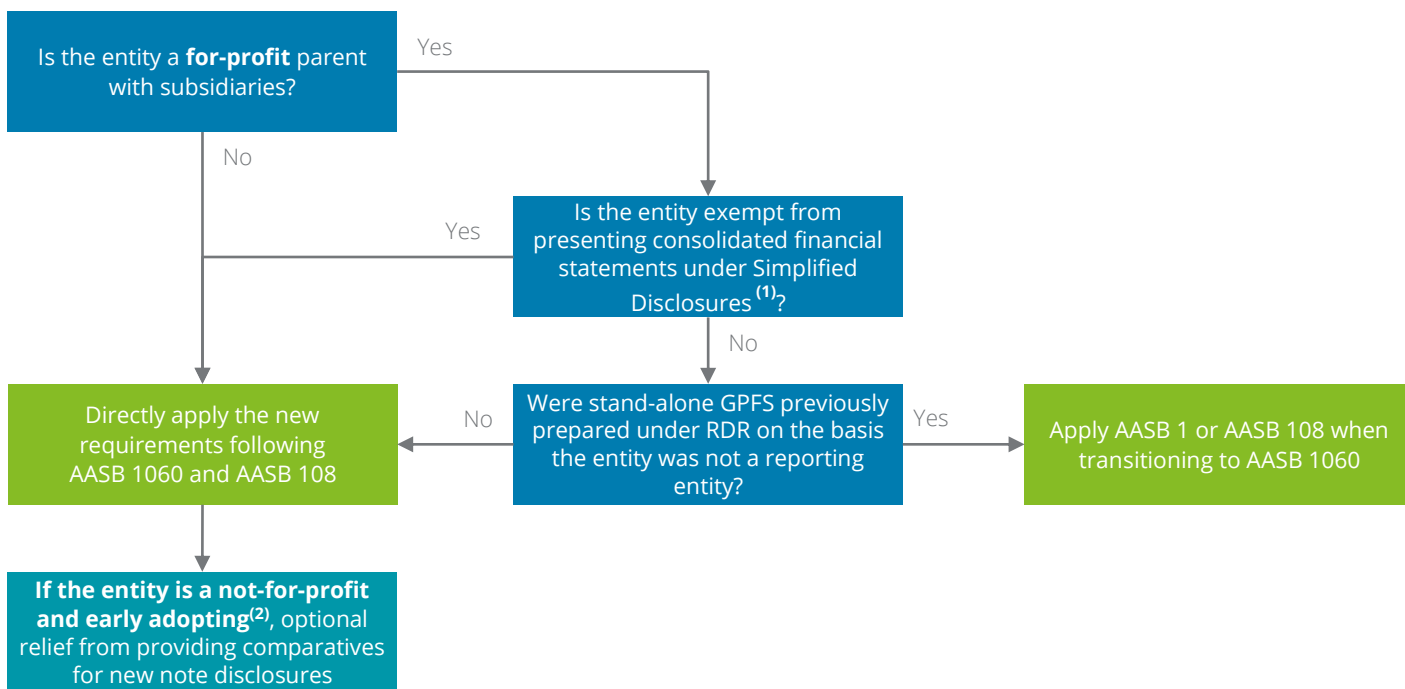 Is the entity a for-profit parent
with subsidiaries?
Yes
No
Is the entity exempt from
presenting consolidated financial
statements under Simplified
Disclosures (1)?
Yes
No
Were stand-alone GPFS previously
prepared under RDR on the basis
the entity was not a reporting
entity?
No
Yes
Directly apply the new
requirements following
AASB 1060 and AASB 108
Apply AASB 1 or AASB 108 when
transitioning to AASB 1060
If the entity is a not-for-profit
and early adopting(2), optional
relief from providing comparatives
for new note disclosures